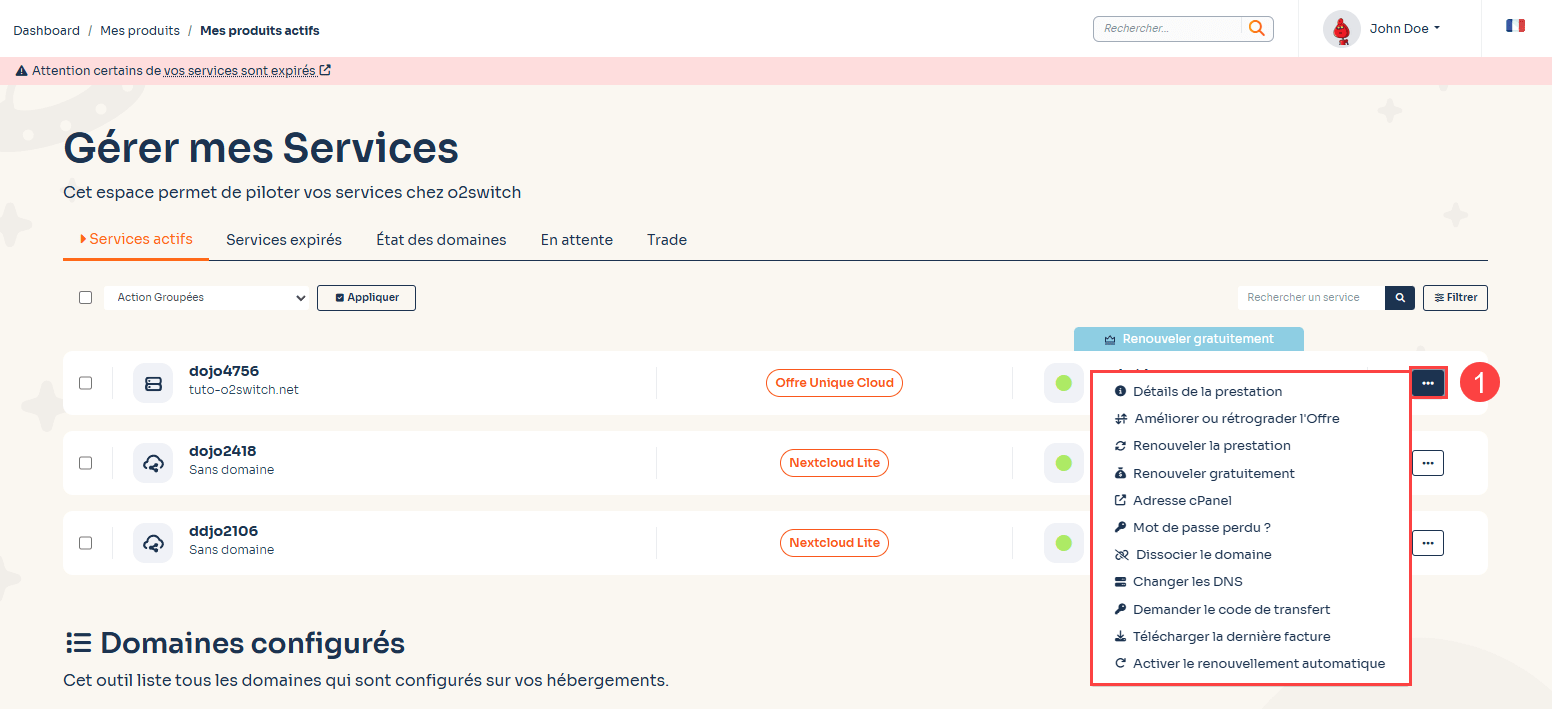 Dashboard / Mes produits / Mes produits actifs
Rechercher...
John Doe
Attention certains de vos services sont expirés
Gérer mes Services
Cet espace permet de piloter vos services chez o2switch
Services actifs
Services expirés
État des domaines
En attente
Trade
Action Groupées
Appliquer
Rechercher un service
Filtrer
Renouveler gratuitement
dojo4756
tuto-o2switch.net
Offre Unique Cloud
1
dojo2418
Sans domaine
Nextcloud Lite
ddjo2106
Sans domaine
Nextcloud Lite
Détails de la prestation
Améliorer ou rétrograder l'Offre
Renouveler la prestation
Renouveler gratuitement
Adresse cPanel
Mot de passe perdu ?
Dissocier le domaine
Changer les DNS
Demander le code de transfert
Télécharger la dernière facture
Activer le renouvellement automatique
Domaines configurés
Cet outil liste tous les domaines qui sont configurés sur vos hébergements.